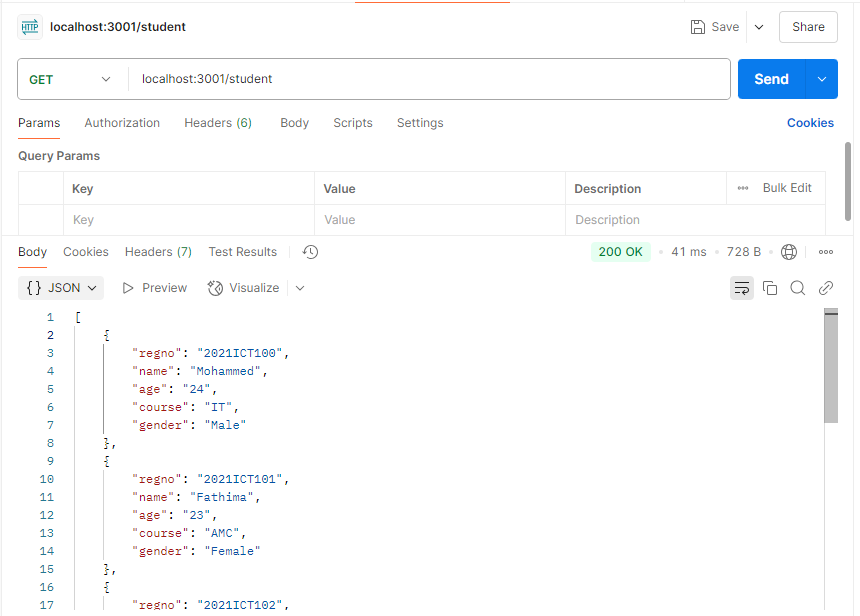 HTTP localhost:3001/student Save Share
GET localhost:3001/student Send
Params Authorization Headers (6) Body Scripts Settings Cookies
Query Params
Key Value Description Bulk Edit
Key Value Description
Body Cookies Headers (7) Test Results 200 OK • 41 ms • 728 B •
{ } JSON Preview Visualize
1 [
2 {
3 "regno": "2021ICT100",
4 "name": "Mohammed",
5 "age": "24",
6 "course": "IT",
7 "gender": "Male"
8 },
9 {
10 "regno": "2021ICT101",
11 "name": "Fathima",
12 "age": "23",
13 "course": "AMC",
14 "gender": "Female"
15 },
16 {
17 "regno": "2021ICT102",